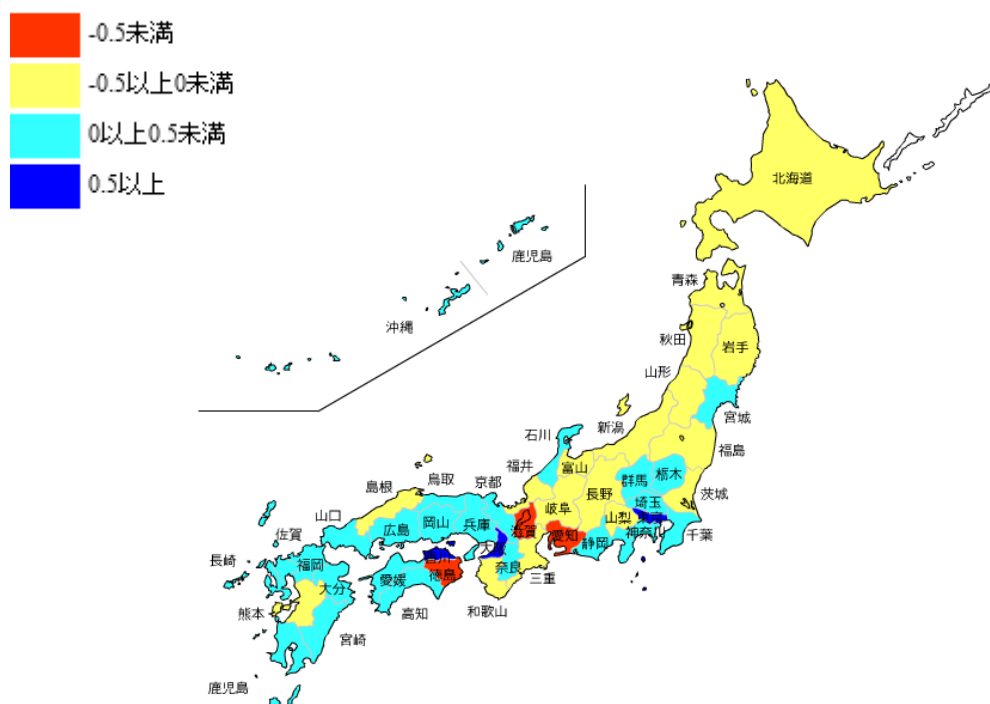 -0.5未満
-0.5以上0未満
0以上0.5未満
0.5以上
北海道
青森
秋田
岩手
山形
宮城
新潟
福島
石川
富山
福井
群馬
栃木
長野
茨城
埼玉
岐阜
山梨
東京
神奈川
千葉
静岡
愛知
滋賀
三重
京都
鳥取
島根
兵庫
岡山
広島
山口
大阪
奈良
和歌山
香川
徳島
愛媛
高知
佐賀
長崎
福岡
大分
熊本
宮崎
鹿児島
鹿児島
沖縄